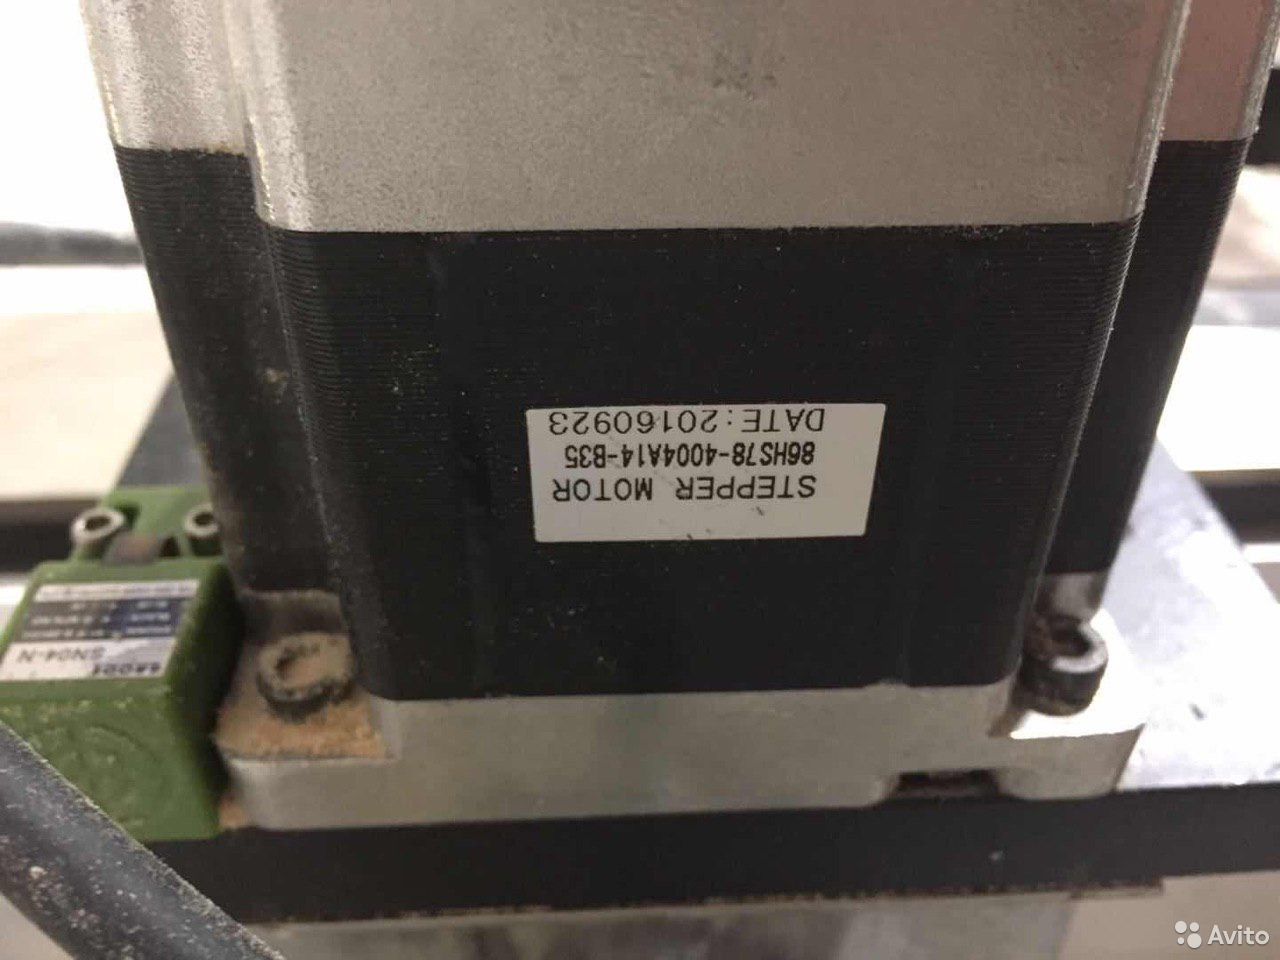 STEPPER MOTOR
86HS78-4004A14-B35
DATE:20160923
SN04-N
Avito